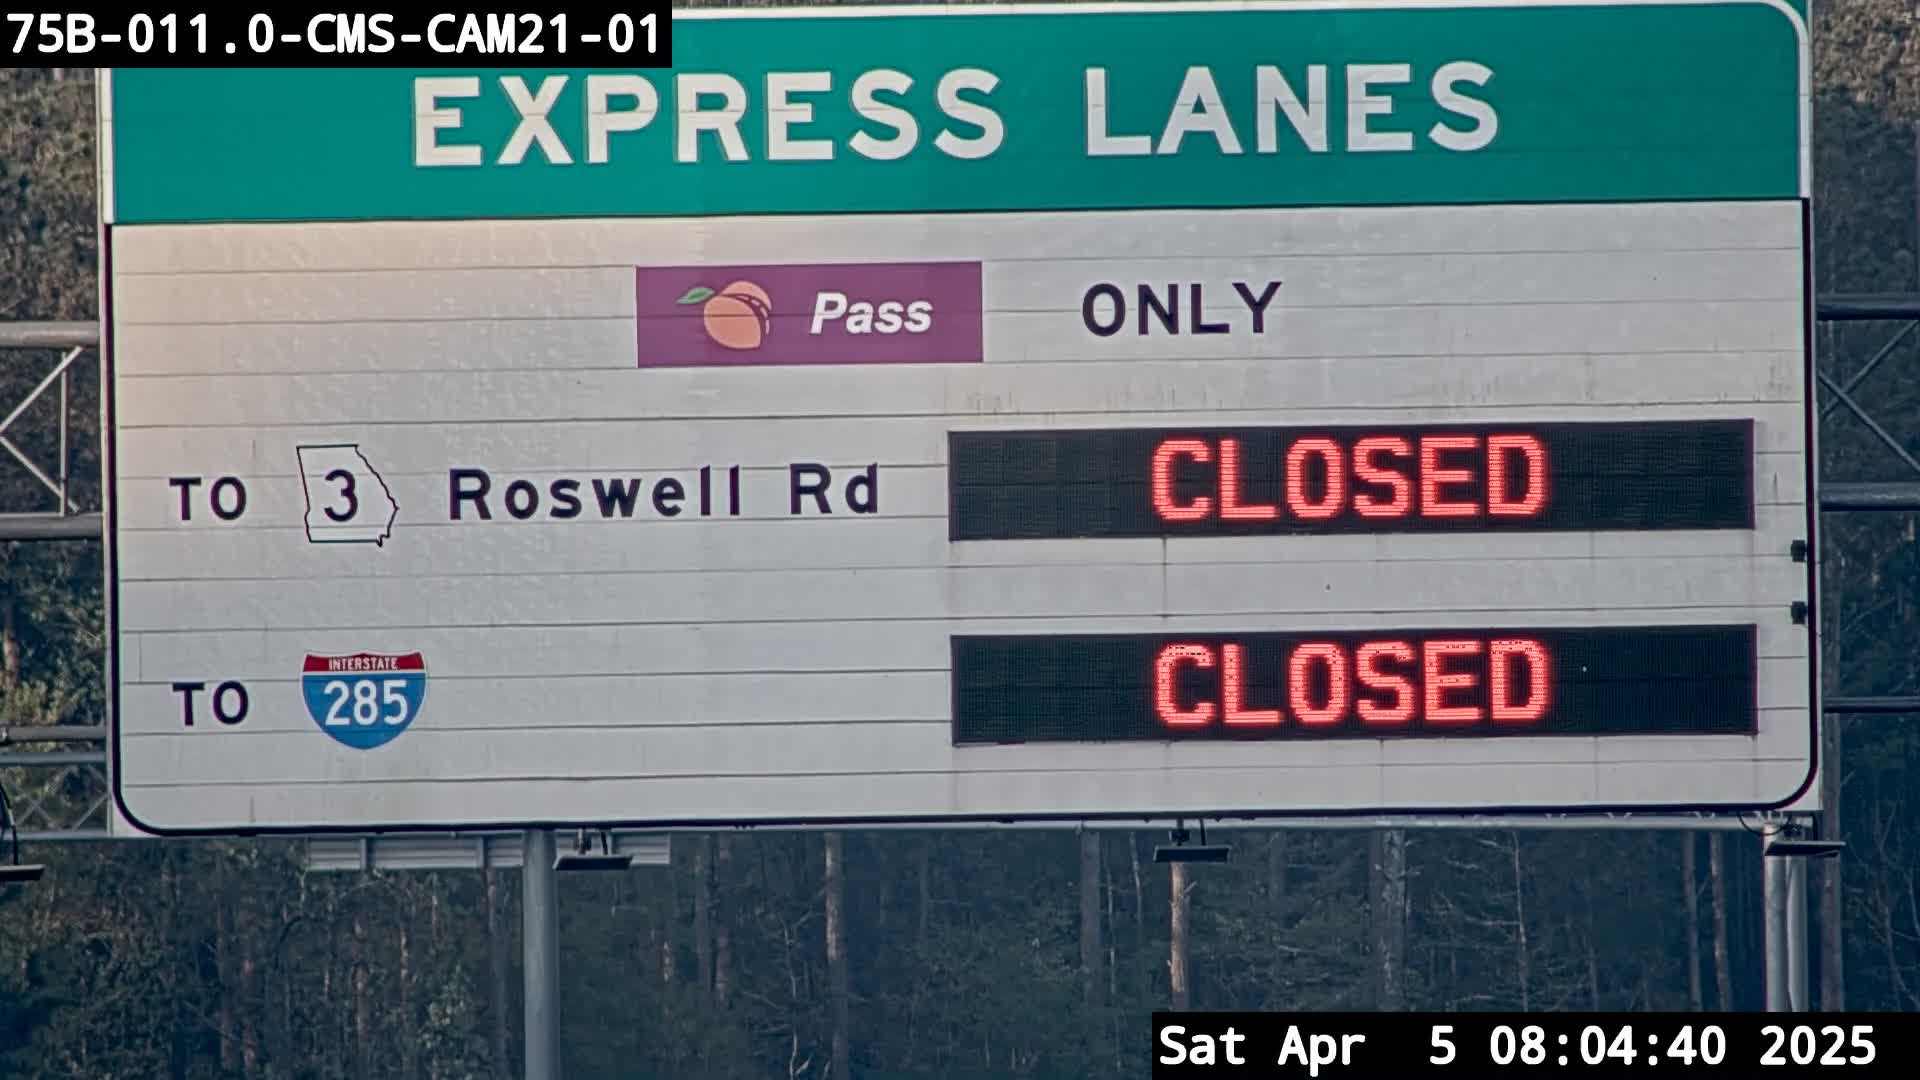 75B-011.0-CMS-CAM21-01
EXPRESS LANES
Pass ONLY
TO 3 Roswell Rd CLOSED
INTERSTATE
TO 285 CLOSED
Sat Apr 5 08:04:40 2025